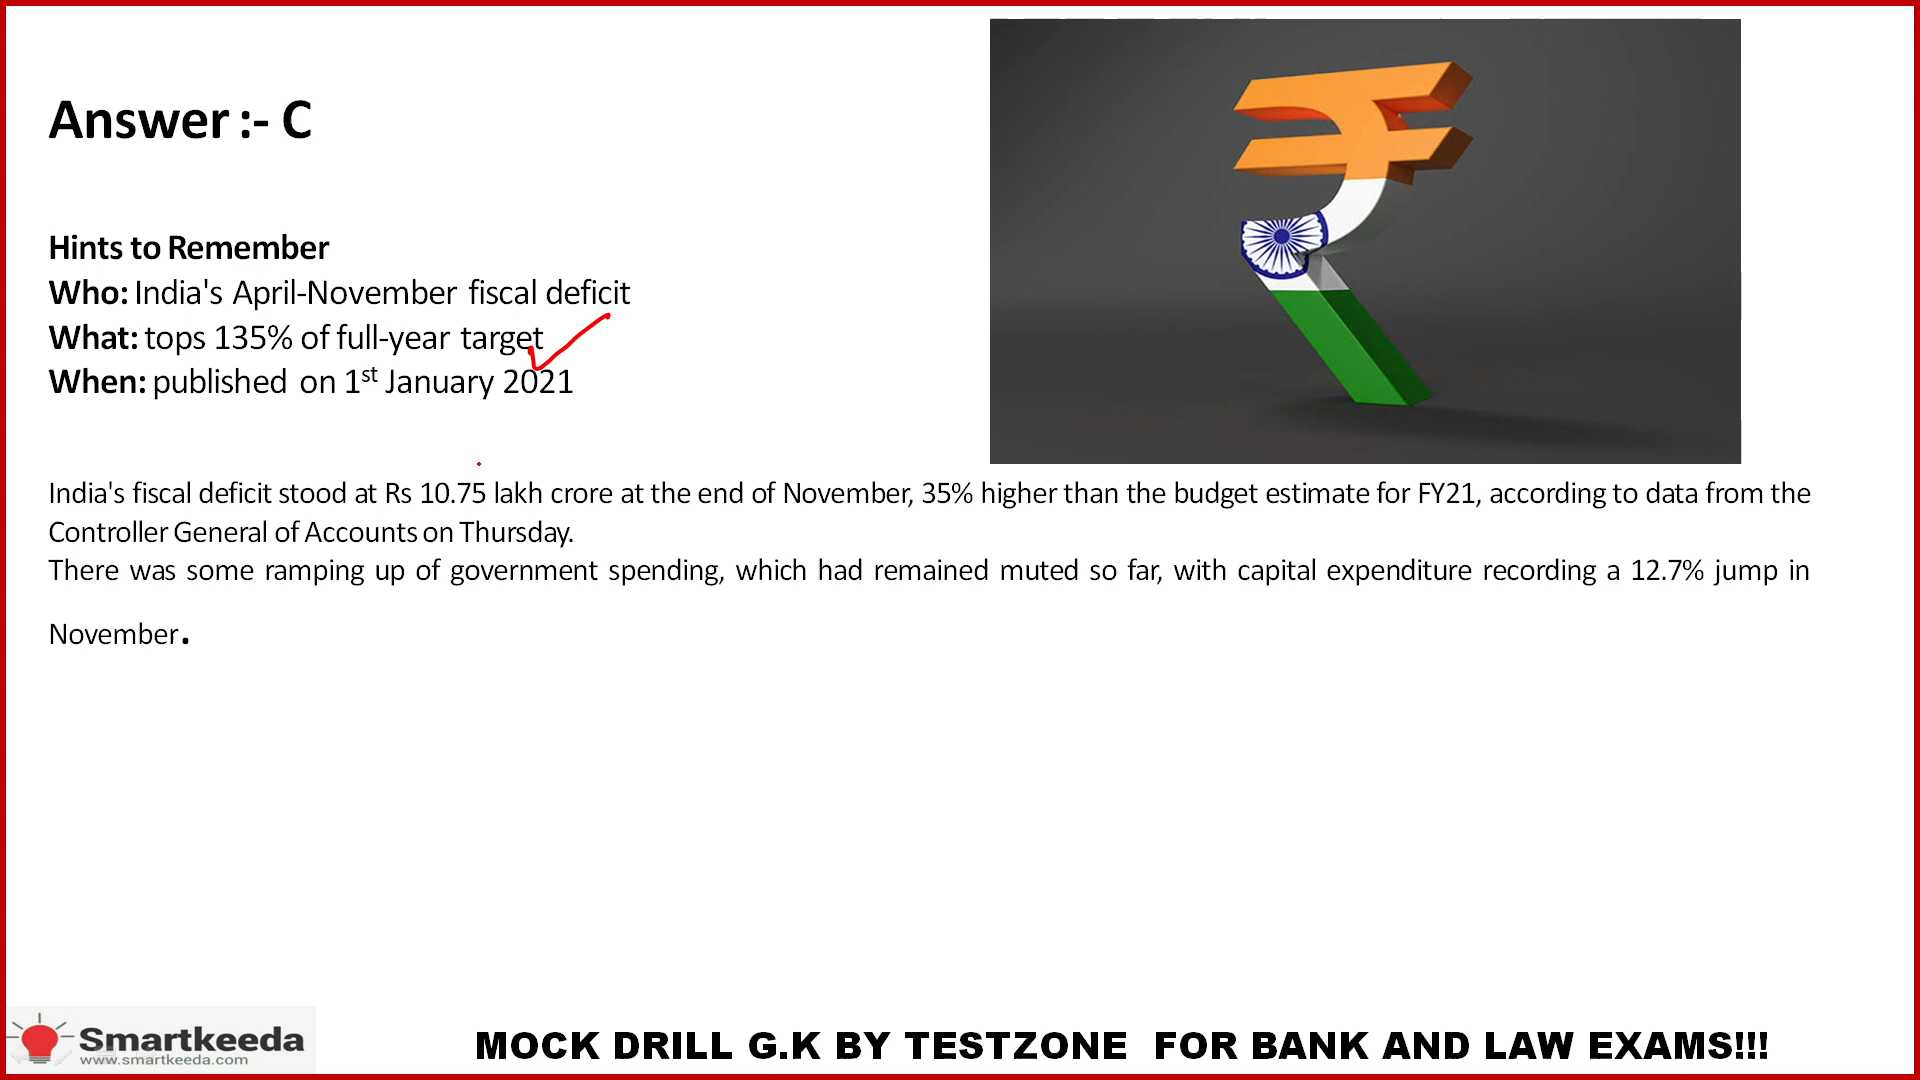 Answer :- C
Hints to Remember
Who: India's April-November fiscal deficit
What: tops 135% of full-year target
When: published on 1st January 2021
India's fiscal deficit stood at Rs 10.75 lakh crore at the end of November, 35% higher than the budget estimate for FY21, according to data from the
Controller General of Accounts on Thursday.
There was some ramping up of government spending, which had remained muted so far, with capital expenditure recording a 12.7% jump in
November.
Smartkeeda
www.smartkeeda.com
MOCK DRILL G.K BY TESTZONE FOR BANK AND LAW EXAMS!!!